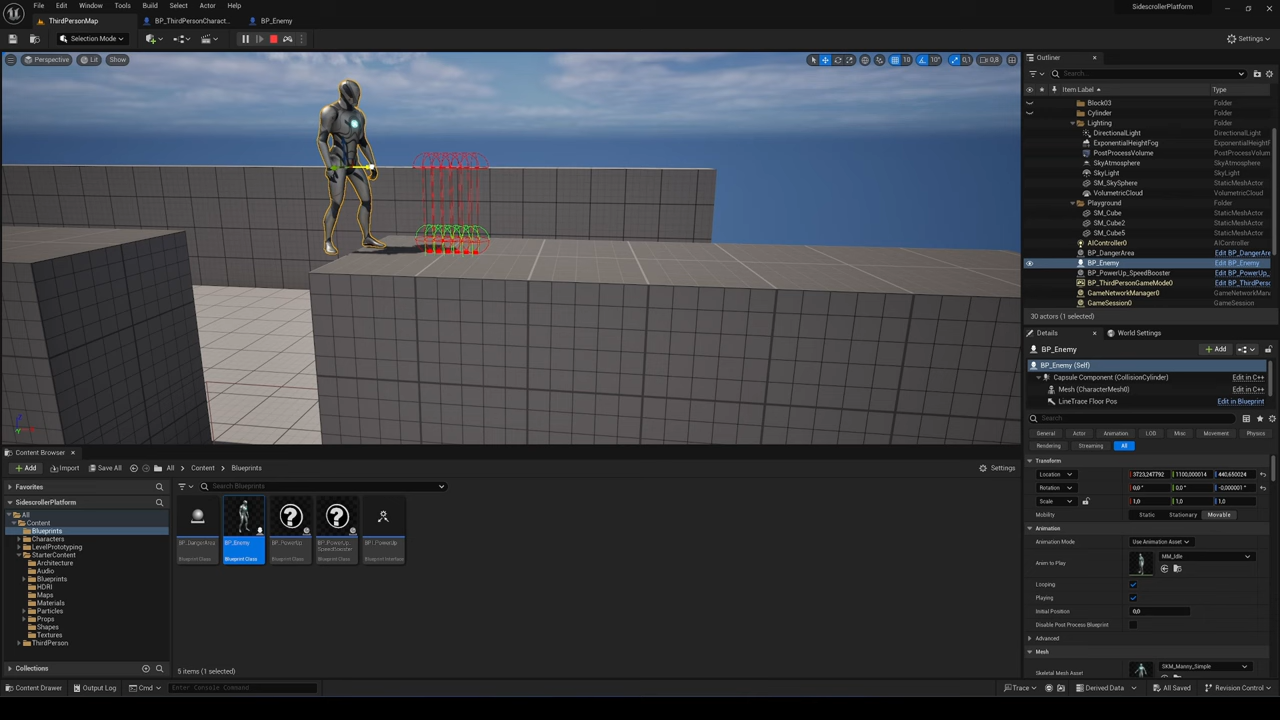 File Edit Window Tools Build Select Actor Help
SidescrollerPlatform
ThirdPersonMap BP_ThirdPersonCharact... BP_Enemy
Selection Mode Settings
Perspective Lit Show 10 10° 0,1 0,8
Outliner
Search...
Item Label Type
Block03 Folder
Cylinder Folder
Lighting Folder
DirectionalLight DirectionalLight
ExponentialHeightFog ExponentialHeightF
PostProcessVolume PostProcessVolum
SkyAtmosphere SkyAtmosphere
SkyLight SkyLight
SM_SkySphere StaticMeshActor
VolumetricCloud VolumetricCloud
Playground Folder
SM_Cube StaticMeshActor
SM_Cube2 StaticMeshActor
SM_Cube5 StaticMeshActor
AIController0 AIController
BP_DangerArea Edit BP_DangerAr
BP_Enemy Edit BP_Enemy
BP_PowerUp_SpeedBooster Edit BP_PowerUp_
BP_ThirdPersonGameMode0 Edit BP_ThirdPerso
GameNetworkManager0 GameNetworkMan
GameSession0 GameSession
30 actors (1 selected)
Details World Settings
BP_Enemy Add
BP_Enemy (Self)
Capsule Component (CollisionCylinder) Edit in C++
Mesh (CharacterMesh0) Edit in C++
LineTrace Floor Pos Edit in Blueprint
Search
General Actor Animation LOD Misc Movement Physics
Rendering Streaming All
Transform
Location 3723,247792 1100,000014 440,650024
Rotation 0,0° 0,0° -0,000001°
Scale 1,0 1,0 1,0
Mobility Static Stationary Movable
Animation
Animation Mode Use Animation Asset
Anim to Play MM_Idle
Looping
Playing
Initial Position 0,0
Disable Post Process Blueprint
Advanced
Mesh
Skeletal Mesh Asset SKM_Manny_Simple
Content Browser
Add Import Save All All Content Blueprints Settings
Favorites
Search Blueprints
SidescrollerPlatform
All
Content
Blueprints
Characters
LevelPrototyping
StarterContent
Architecture
Audio
Blueprints
HDRI
Maps
Materials
Particles
Props
Shapes
Textures
ThirdPerson
Collections
BP_DangerArea BP_Enemy BP_PowerUp BP_PowerUp_SpeedBooster BPI_PowerUp
Blueprint Class Blueprint Class Blueprint Class Blueprint Class Blueprint Interface
5 items (1 selected)
Content Drawer Output Log Cmd Enter Console Command Trace Derived Data All Saved Revision Control